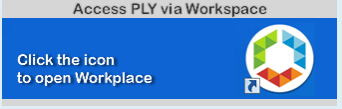 Access PLY via Workspace
Click the icon
to open Workplace